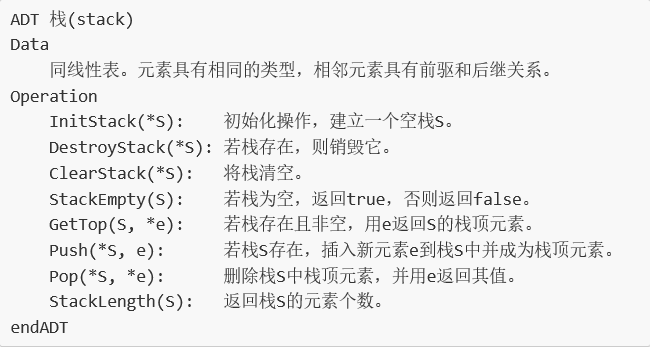 ADT 栈(stack)
Data
    同线性表。元素具有相同的类型，相邻元素具有前驱和后继关系。
Operation
    InitStack(*S):    初始化操作，建立一个空栈S。
    DestroyStack(*S): 若栈存在，则销毁它。
    ClearStack(*S):   将栈清空。
    StackEmpty(S):    若栈为空，返回true，否则返回false。
    GetTop(S, *e):    若栈存在且非空，用e返回S的栈顶元素。
    Push(*S, e):      若栈S存在，插入新元素e到栈S中并成为栈顶元素。
    Pop(*S, *e):      删除栈S中栈顶元素，并用e返回其值。
    StackLength(S):   返回栈S的元素个数。
endADT